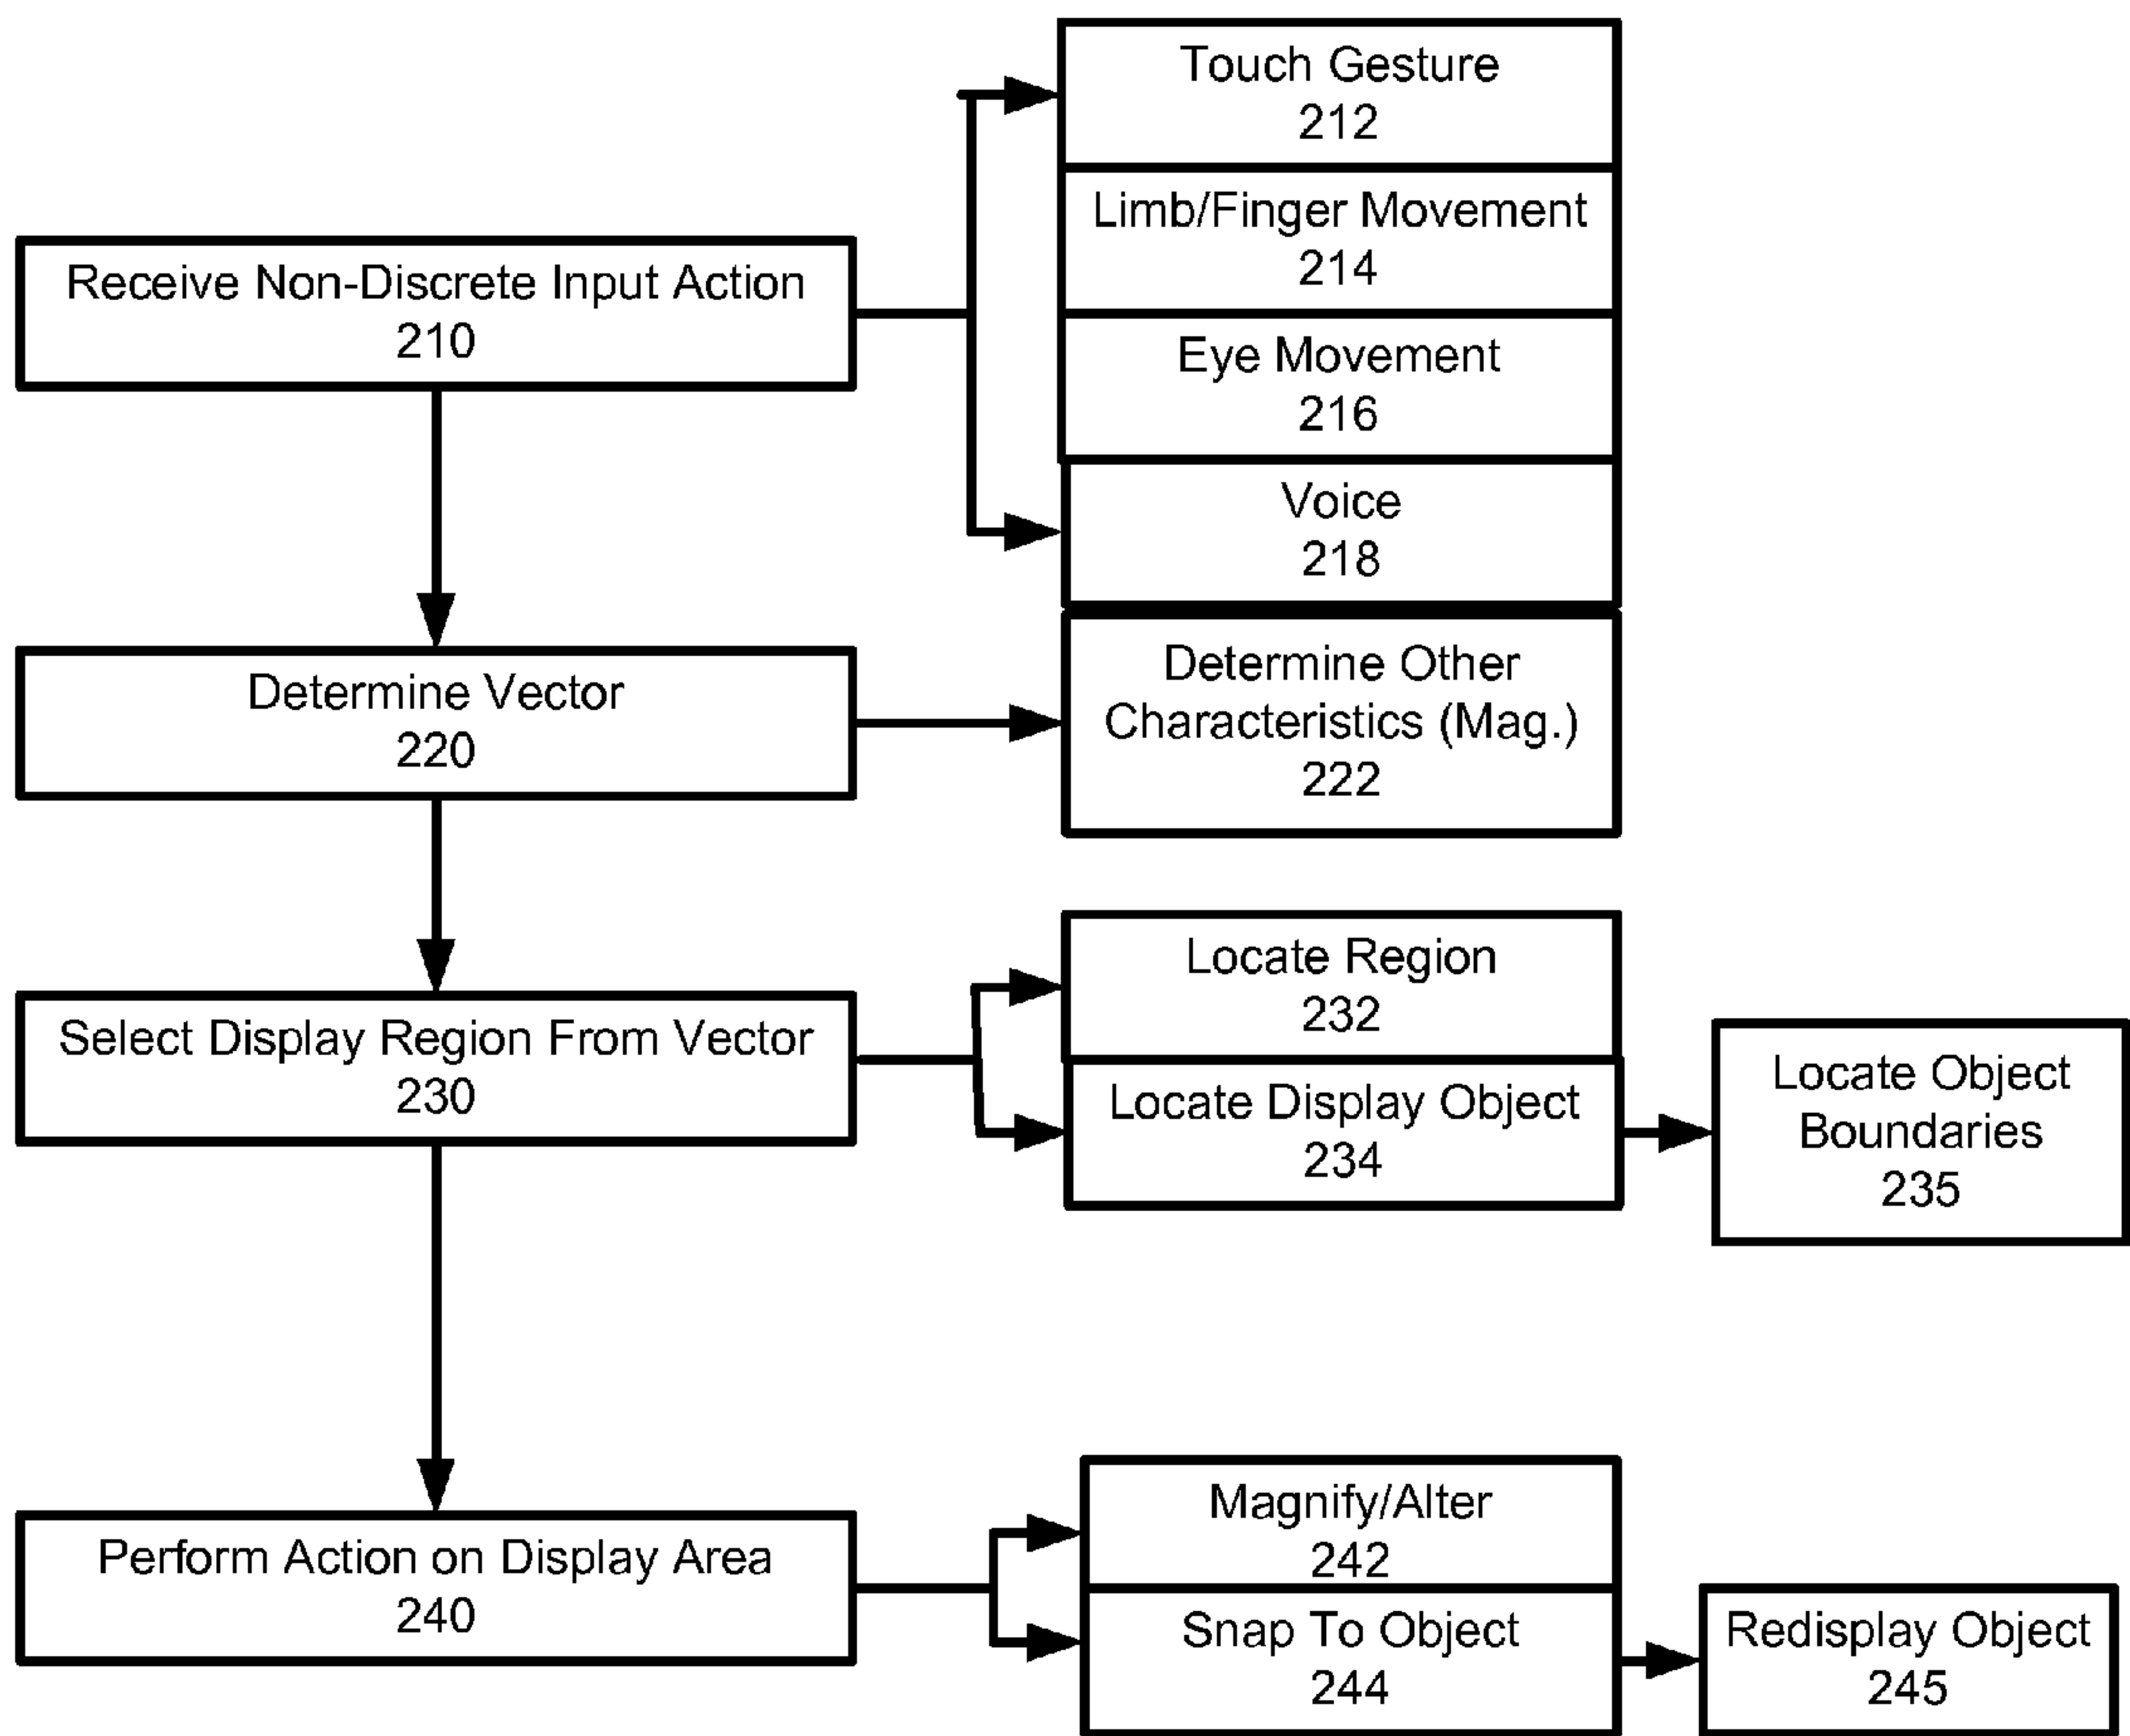 Receive Non-Discrete Input Action
210
Touch Gesture
212
Limb/Finger Movement
214
Eye Movement
216
Voice
218
Determine Vector
220
Determine Other
Characteristics (Mag.)
222
Select Display Region From Vector
230
Locate Region
232
Locate Display Object
234
Locate Object
Boundaries
235
Perform Action on Display Area
240
Magnify/Alter
242
Snap To Object
244
Redisplay Object
245